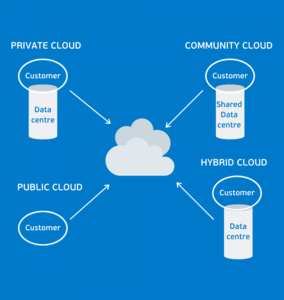 PRIVATE CLOUD
Customer
Data
centre
COMMUNITY CLOUD
Customer
Shared
Data
centre
PUBLIC CLOUD
Customer
HYBRID CLOUD
Customer
Data
centre